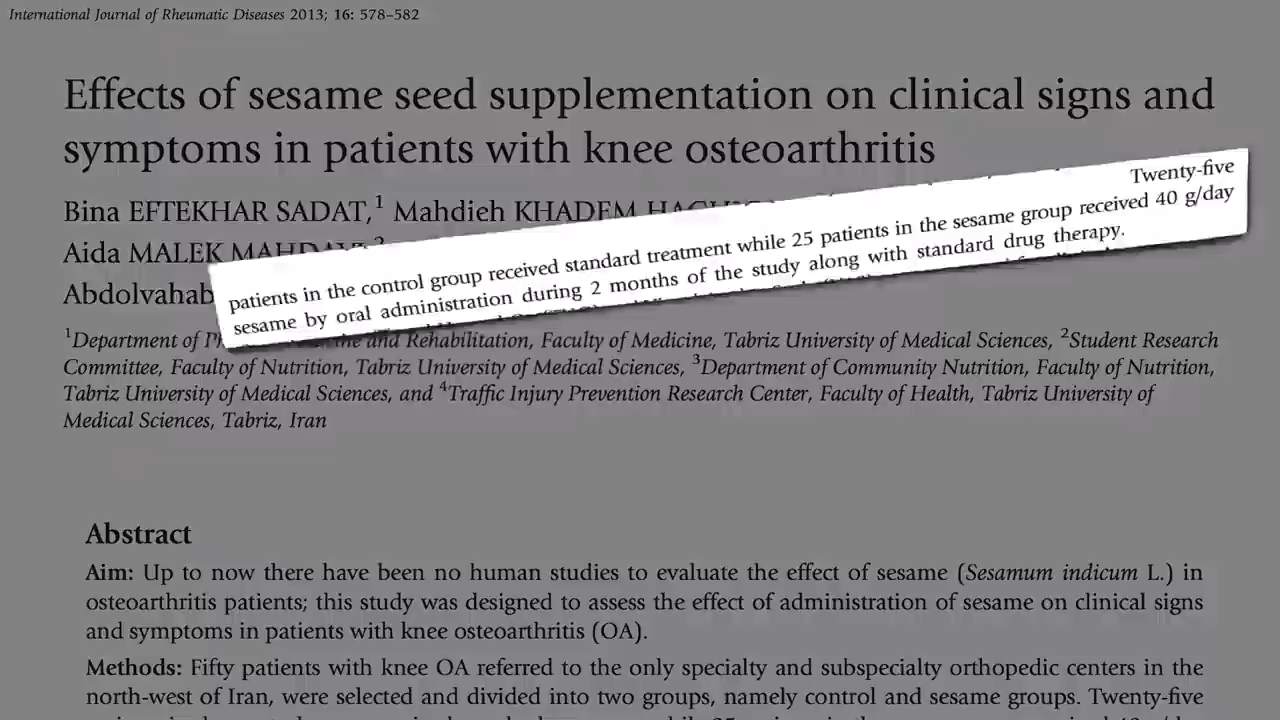 International Journal of Rheumatic Diseases 2013; 16: 578–582
Effects of sesame seed supplementation on clinical signs and
symptoms in patients with knee osteoarthritis
Bina EFTEKHAR SADAT,¹ Mahdieh KHADEM
Aida MALEK MAHDAVI
Abdolvahab
Twenty-five
patients in the control group received standard treatment while 25 patients in the sesame group received 40 g/day
sesame by oral administration during 2 months of the study along with standard drug therapy.
¹Department of and Rehabilitation, Faculty of Medicine, Tabriz University of Medical Sciences, ²Student Research
Committee, Faculty of Nutrition, Tabriz University of Medical Sciences, ³Department of Community Nutrition, Faculty of Nutrition,
Tabriz University of Medical Sciences, and ⁴Traffic Injury Prevention Research Center, Faculty of Health, Tabriz University of
Medical Sciences, Tabriz, Iran
Abstract
Aim: Up to now there have been no human studies to evaluate the effect of sesame (Sesamum indicum L.) in
osteoarthritis patients; this study was designed to assess the effect of administration of sesame on clinical signs
and symptoms in patients with knee osteoarthritis (OA).
Methods: Fifty patients with knee OA referred to the only specialty and subspecialty orthopedic centers in the
north-west of Iran, were selected and divided into two groups, namely control and sesame groups. Twenty-five